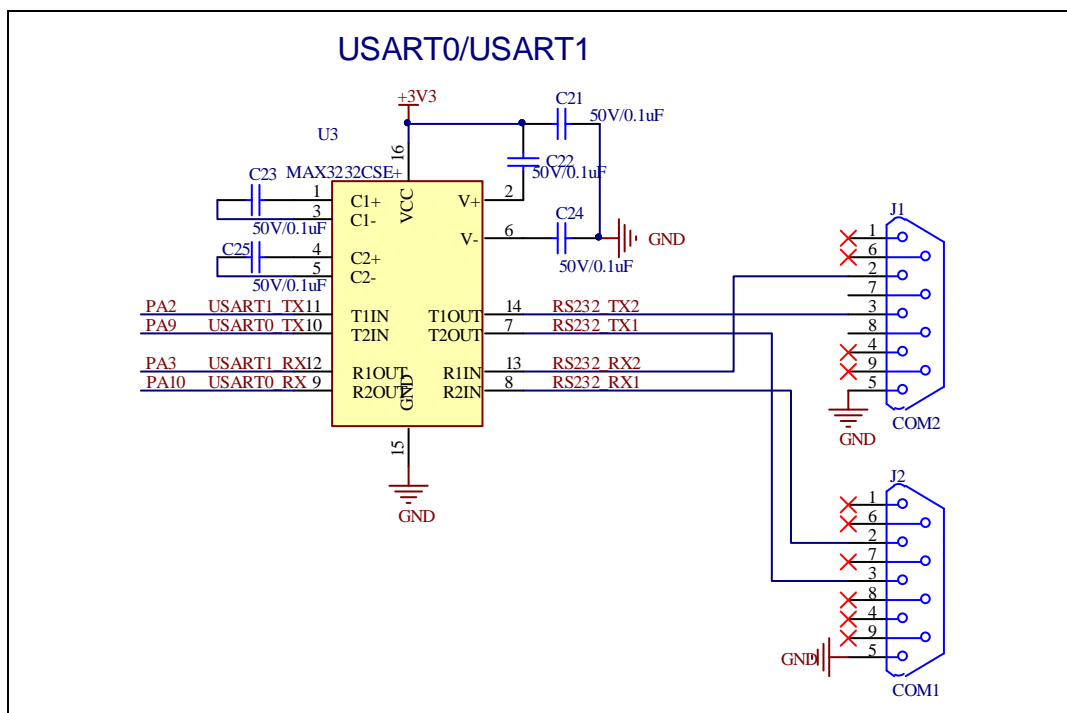 USART0/USART1
+3V3
C21
50V/0.1uF
U3
16
C22
50V/0.1uF
MAX3232CSE+
C23
1
C1+
VCC
V+
2
3
C1-
50V/0.1uF
C24
V-
6
GND
50V/0.1uF
C25
4
C2+
5
C2-
50V/0.1uF
PA2 USART1_TX 11 T1IN T1OUT 14 RS232_TX2
PA9 USART0_TX 10 T2IN T2OUT 7 RS232_TX1
PA3 USART1_RX 12 R1OUT R1IN 13 RS232_RX2
PA10 USART0_RX 9 R2OUT R2IN 8 RS232_RX1
GND
15
GND
J1
1
6
2
7
3
8
4
9
5
GND
COM2
J2
1
6
2
7
3
8
4
9
5
GND
COM1